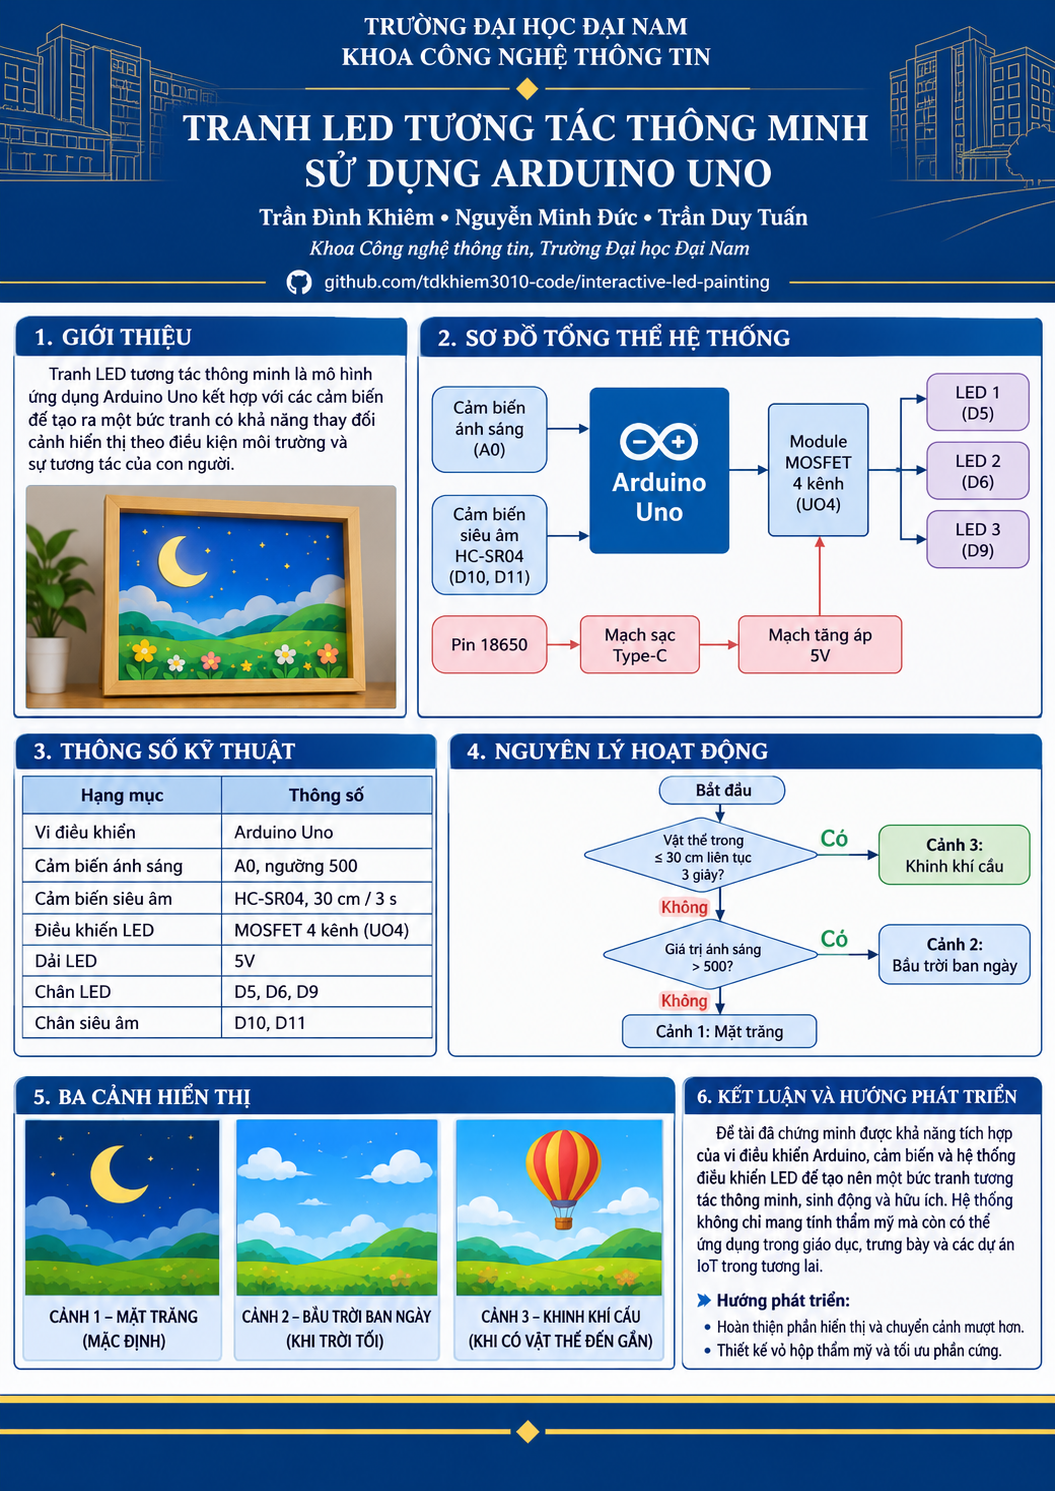 TRƯỜNG ĐẠI HỌC ĐẠI NAM
KHOA CÔNG NGHỆ THÔNG TIN
TRANH LED TƯƠNG TÁC THÔNG MINH
SỬ DỤNG ARDUINO UNO
Trần Đình Khiêm • Nguyễn Minh Đức • Trần Duy Tuấn
Khoa Công nghệ thông tin, Trường Đại học Đại Nam
github.com/tdkhiem3010-code/interactive-led-painting
1. GIỚI THIỆU
Tranh LED tương tác thông minh là mô hình
ứng dụng Arduino Uno kết hợp với các cảm biến
để tạo ra một bức tranh có khả năng thay đổi
cảnh hiển thị theo điều kiện môi trường và
sự tương tác của con người.
2. SƠ ĐỒ TỔNG THỂ HỆ THỐNG
Cảm biến
ánh sáng
(A0)
Cảm biến
siêu âm
HC-SR04
(D10, D11)
Arduino
Uno
Module
MOSFET
4 kênh
(UO4)
LED 1
(D5)
LED 2
(D6)
LED 3
(D9)
Pin 18650
Mạch sạc
Type-C
Mạch tăng áp
5V
3. THÔNG SỐ KỸ THUẬT
Hạng mục Thông số
Vi điều khiển Arduino Uno
Cảm biến ánh sáng A0, ngưỡng 500
Cảm biến siêu âm HC-SR04, 30 cm / 3 s
Điều khiển LED MOSFET 4 kênh (UO4)
Dải LED 5V
Chân LED D5, D6, D9
Chân siêu âm D10, D11
4. NGUYÊN LÝ HOẠT ĐỘNG
Bắt đầu
Vật thể trong
≤ 30 cm liên tục
3 giây?
Có
Cảnh 3:
Khinh khí cầu
Không
Giá trị ánh sáng
> 500?
Có
Cảnh 2:
Bầu trời ban ngày
Không
Cảnh 1: Mặt trăng
5. BA CẢNH HIỂN THỊ
CẢNH 1 – MẶT TRĂNG
(MẶC ĐỊNH)
CẢNH 2 – BẦU TRỜI BAN NGÀY
(KHI TRỜI TỐI)
CẢNH 3 – KHINH KHÍ CẦU
(KHI CÓ VẬT THỂ ĐẾN GẦN)
6. KẾT LUẬN VÀ HƯỚNG PHÁT TRIỂN
Đề tài đã chứng minh được khả năng tích hợp
của vi điều khiển Arduino, cảm biến và hệ thống
điều khiển LED để tạo nên một bức tranh tương
tác thông minh, sinh động và hữu ích. Hệ thống
không chỉ mang tính thẩm mỹ mà còn có thể
ứng dụng trong giáo dục, trưng bày và các dự án
IoT trong tương lai.
Hướng phát triển:
• Hoàn thiện phần hiển thị và chuyển cảnh mượt hơn.
• Thiết kế vỏ hộp thẩm mỹ và tối ưu phần cứng.